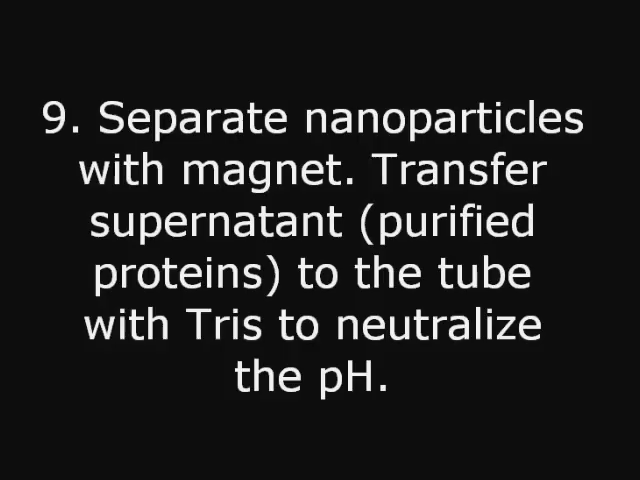 9. Separate nanoparticles
with magnet. Transfer
supernatant (purified
proteins) to the tube
with Tris to neutralize
the pH.